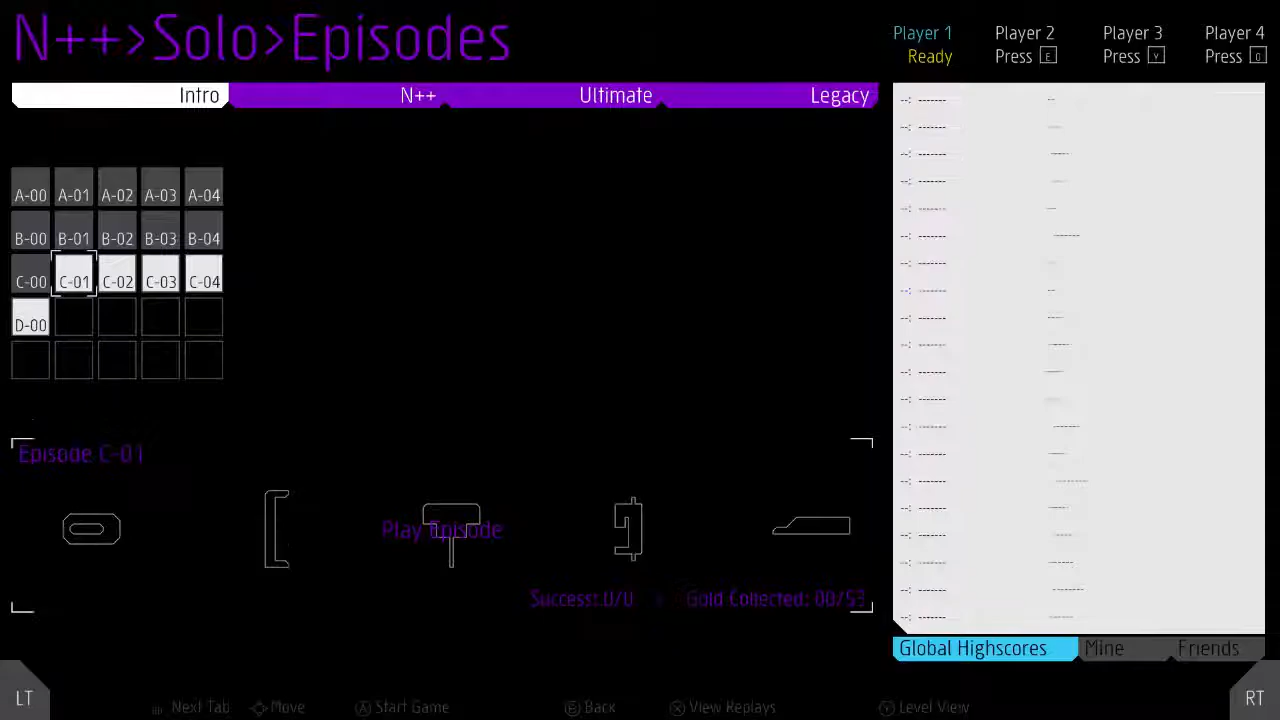 N++>Solo>Episodes
Player 1 Player 2 Player 3 Player 4
Ready Press E Press Y Press O
Intro N++ Ultimate Legacy
A-00 A-01 A-02 A-03 A-04
B-00 B-01 B-02 B-03 B-04
C-00 C-01 C-02 C-03 C-04
D-00
Episode C-01
Play Episode
Success:0/0 Gold Collected: 00/53
Global Highscores Mine Friends
LT Next Tab Move A Start Game B Back X View Replays Y Level View RT